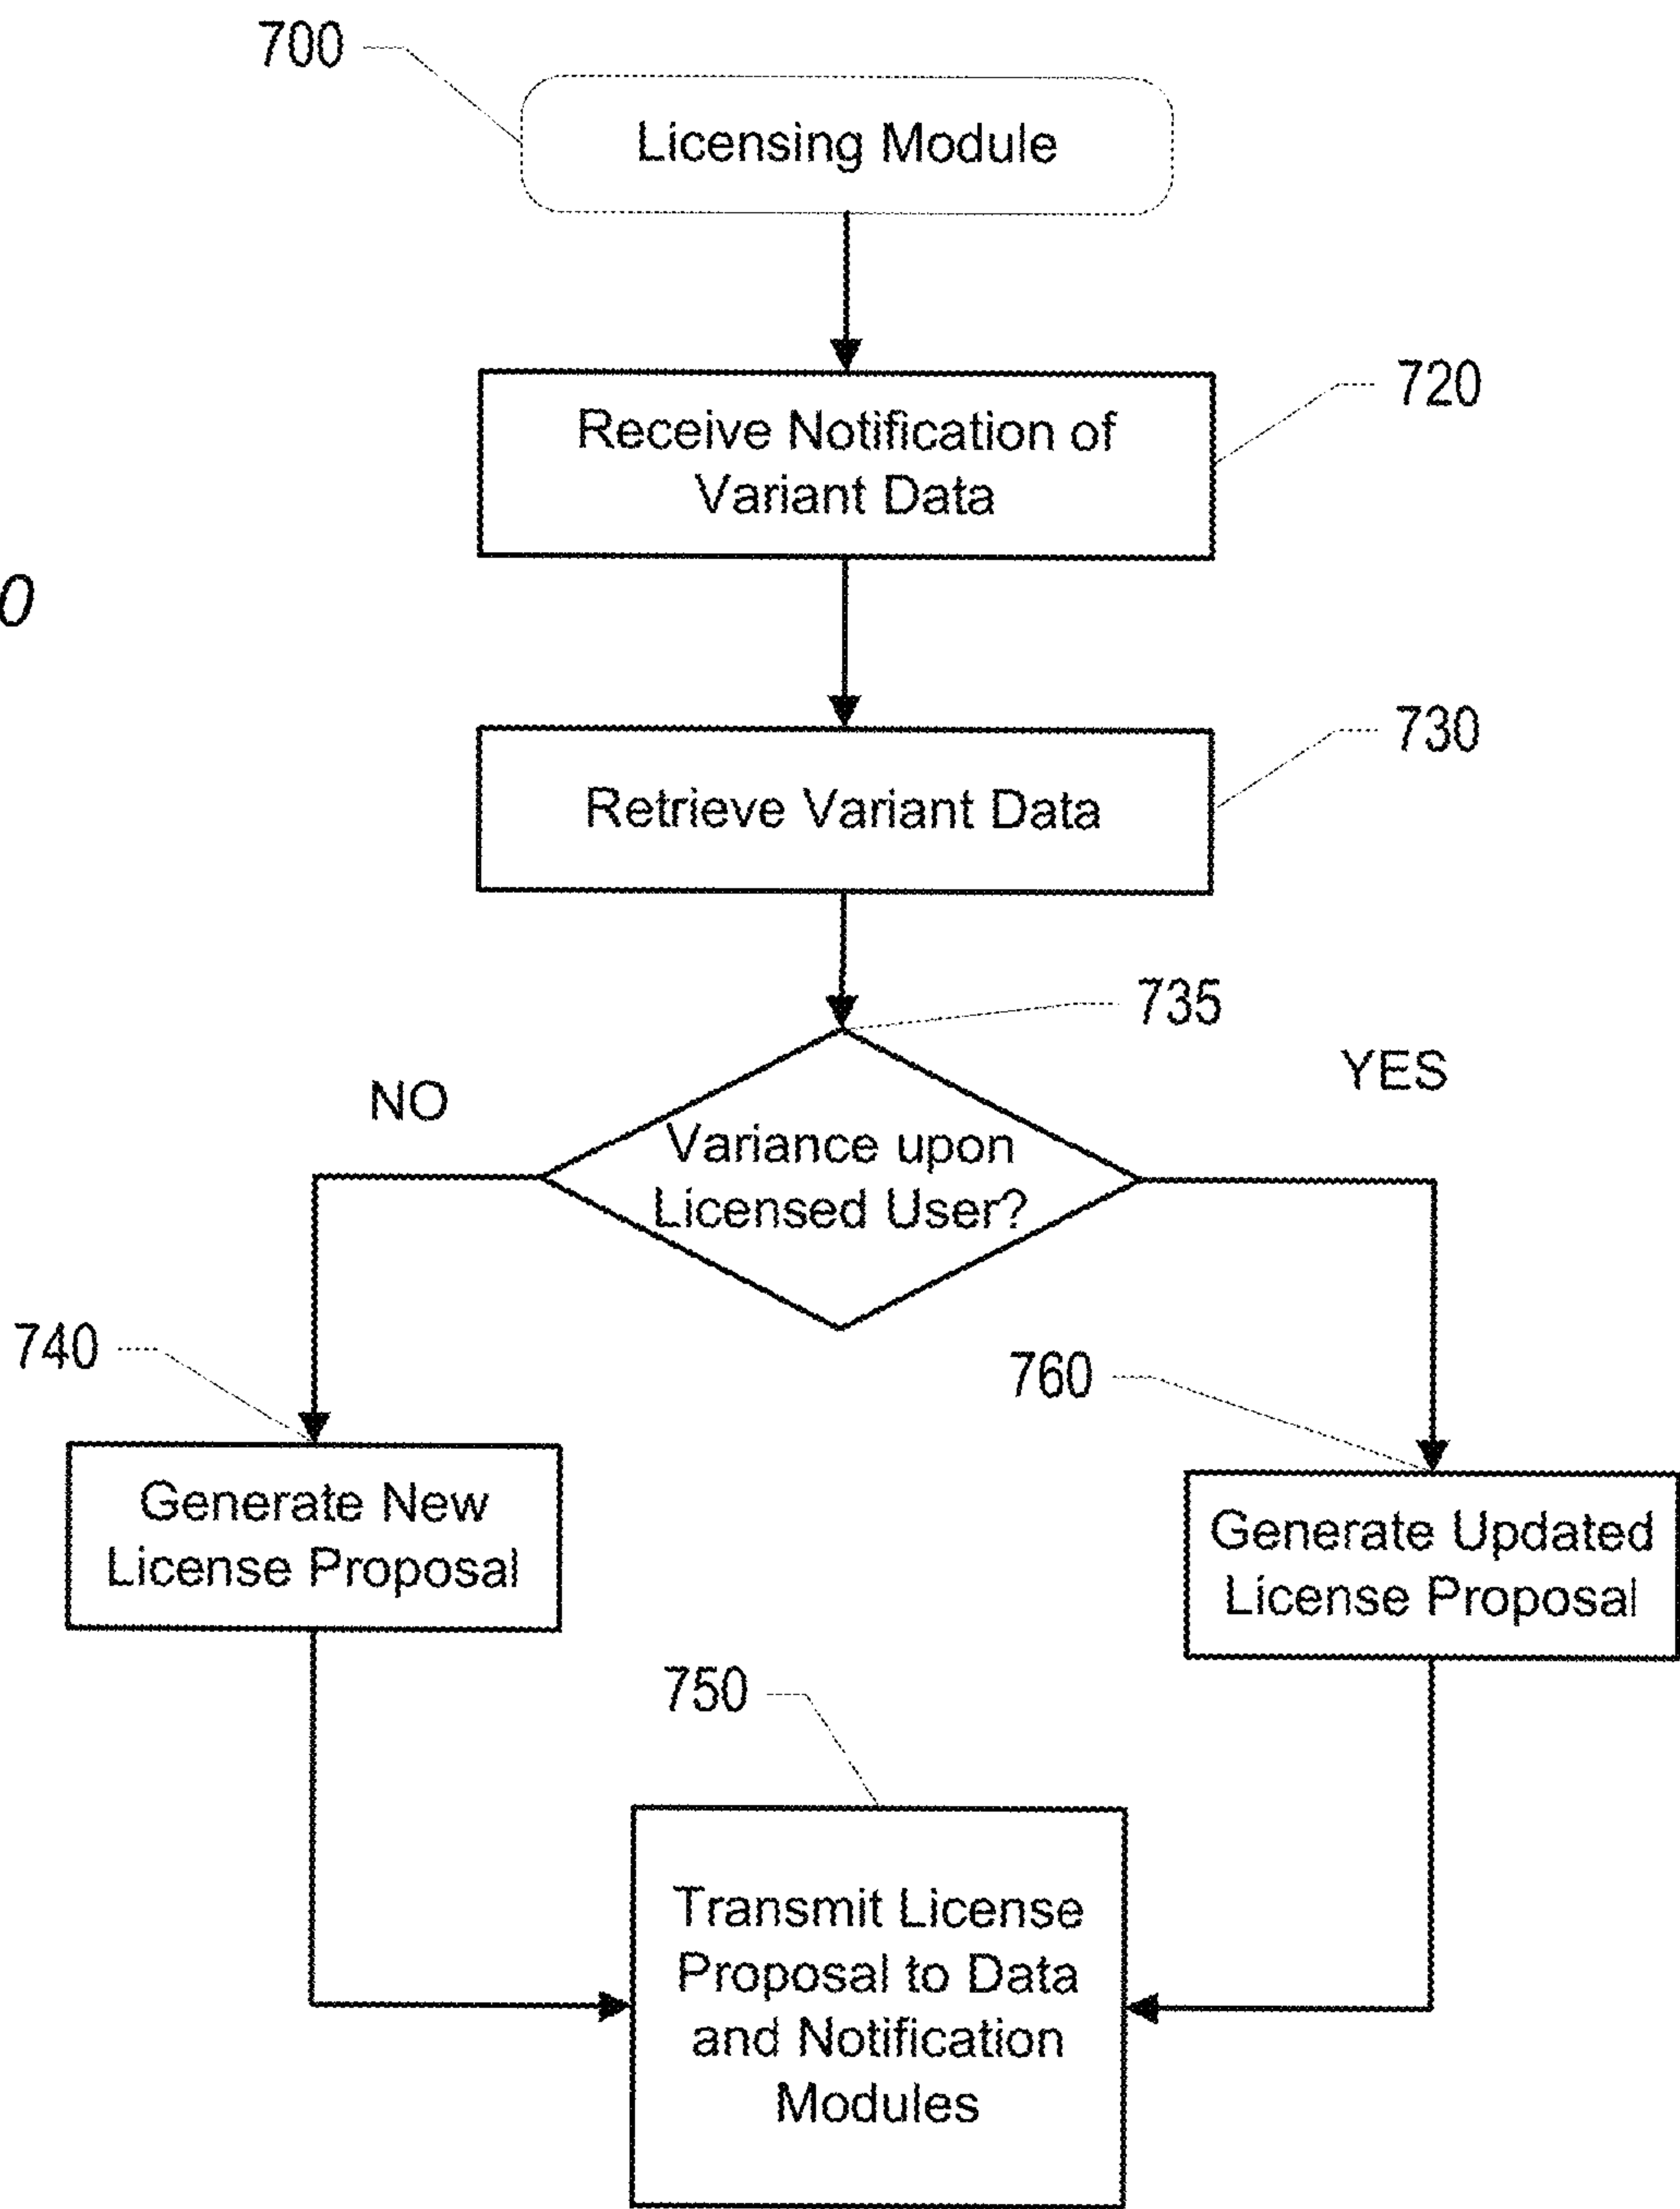 700
Licensing Module
720
Receive Notification of
Variant Data
0
730
Retrieve Variant Data
735
NO
YES
Variance upon
Licensed User?
740
760
Generate New
License Proposal
Generate Updated
License Proposal
750
Transmit License
Proposal to Data
and Notification
Modules